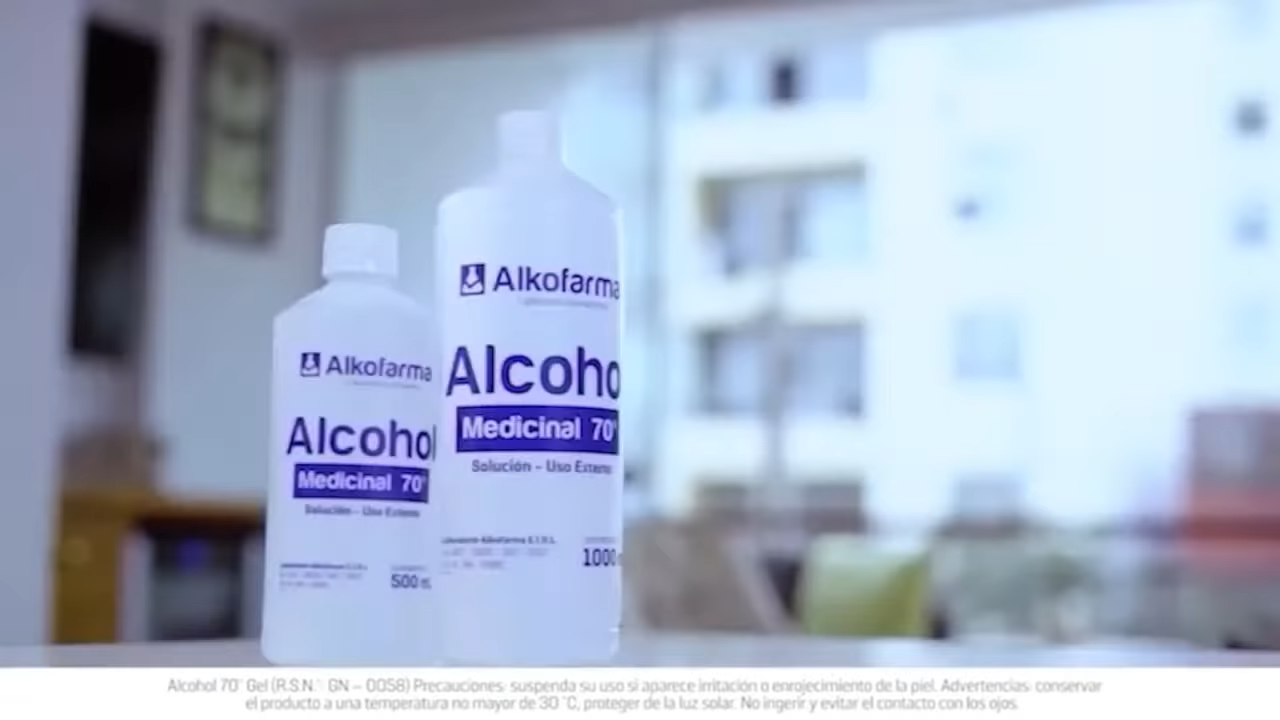 Alkofarma
Alcohol
Medicinal 70°
Solución - Uso Externo
500 m
Alkofarma
Alcoho
Medicinal 70°
Solución - Uso Externo
Laboratorio Alkofarma E.I.R.L.
1000
Alcohol 70° Gel (R.S.N.° GN – 0058) Precauciones: suspenda su uso si aparece irritación o enrojecimiento de la piel. Advertencias: conservar
el producto a una temperatura no mayor de 30 °C, proteger de la luz solar. No ingerir y evitar el contacto con los ojos.